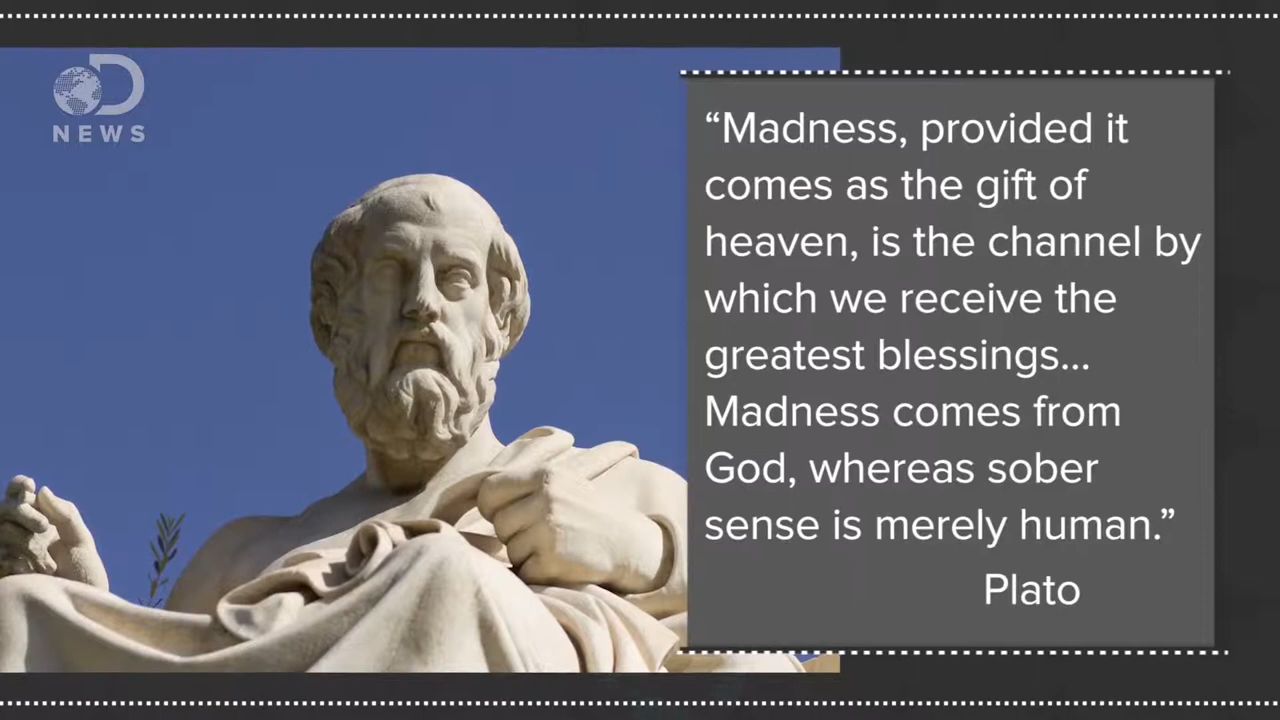 D
NEWS
“Madness, provided it
comes as the gift of
heaven, is the channel by
which we receive the
greatest blessings...
Madness comes from
God, whereas sober
sense is merely human.”
Plato